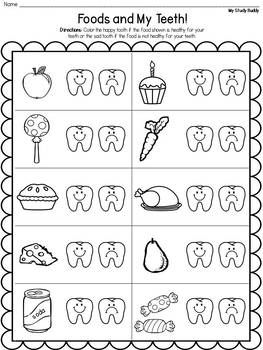 Name:
My Study Buddy
Foods and My Teeth!
Directions: Color the happy tooth if the food shown is healthy for your
teeth or the sad tooth if the food is not healthy for your teeth.
soda